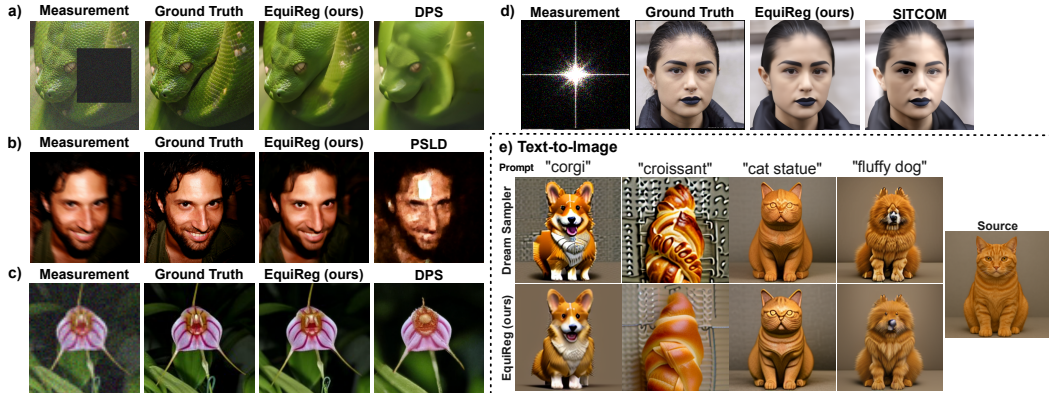 a) Measurement Ground Truth EquiReg (ours) DPS
b) Measurement Ground Truth EquiReg (ours) PSLD
c) Measurement Ground Truth EquiReg (ours) DPS
d) Measurement Ground Truth EquiReg (ours) SITCOM
e) Text-to-Image
Prompt "corgi" "croissant" "cat statue" "fluffy dog"
Dream Sampler
EquiReg (ours)
Source